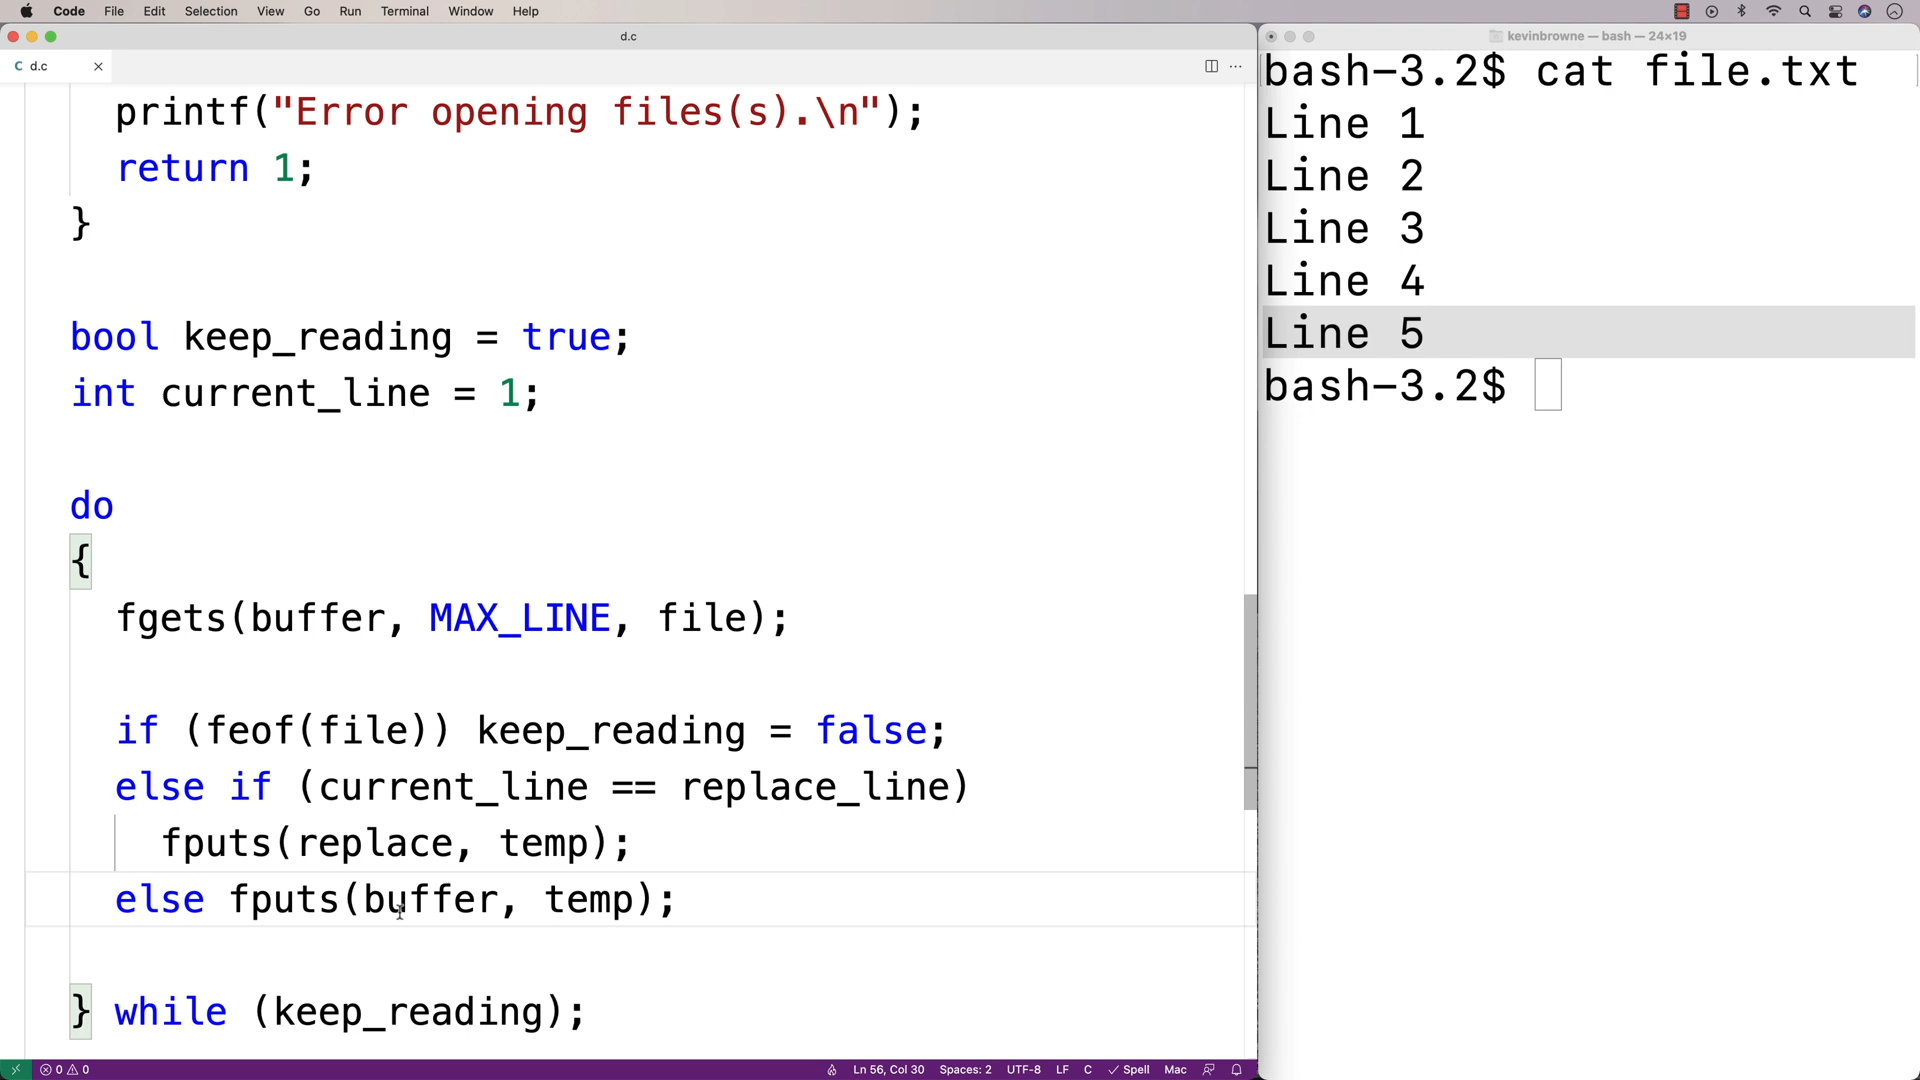 Code File Edit Selection View Go Run Terminal Window Help
d.c
C d.c
printf("Error opening files(s).\n");
return 1;
}
bool keep_reading = true;
int current_line = 1;
do
{
fgets(buffer, MAX_LINE, file);
if (feof(file)) keep_reading = false;
else if (current_line == replace_line)
fputs(replace, temp);
else fputs(buffer, temp);
} while (keep_reading);
0 0 Ln 56, Col 30 Spaces: 2 UTF-8 LF C Spell Mac
kevinbrowne — bash — 24×19
bash-3.2$ cat file.txt
Line 1
Line 2
Line 3
Line 4
Line 5
bash-3.2$